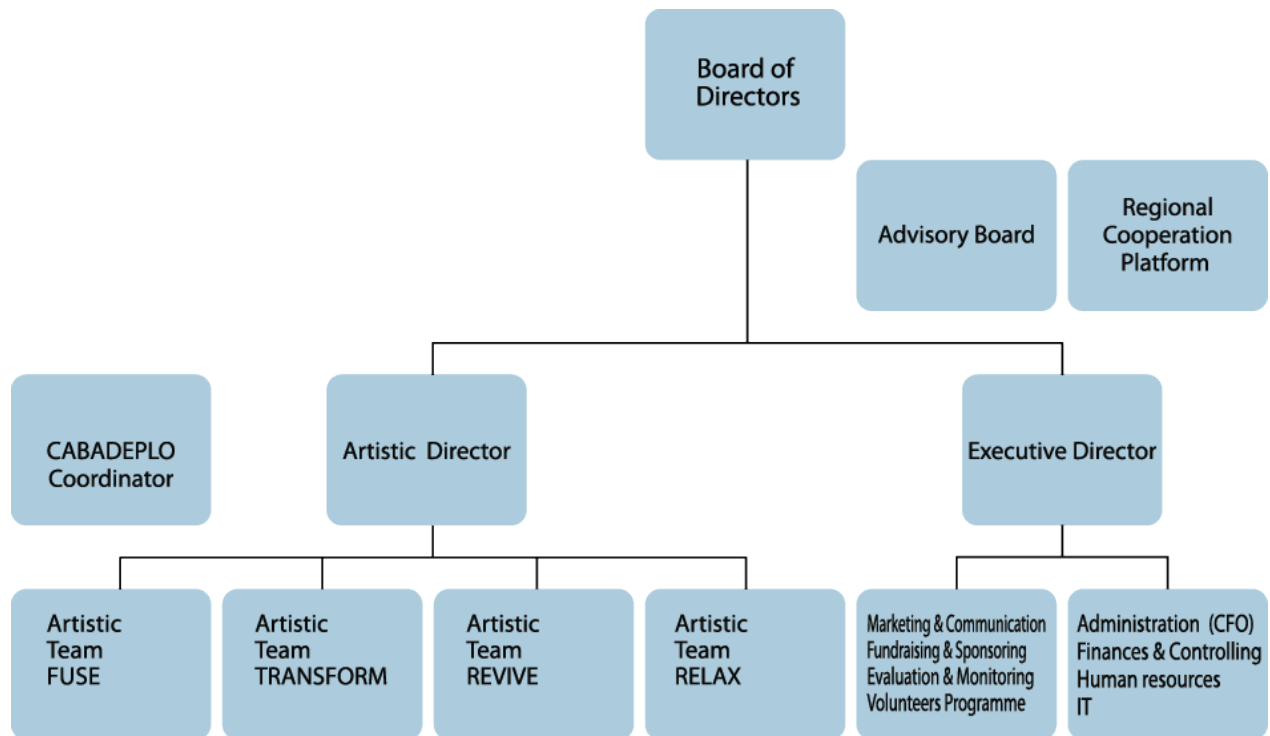 Board of
Directors
Advisory Board
Regional
Cooperation
Platform
CABADEPLO
Coordinator
Artistic Director
Executive Director
Artistic
Team
FUSE
Artistic
Team
TRANSFORM
Artistic
Team
REVIVE
Artistic
Team
RELAX
Marketing & Communication
Fundraising & Sponsoring
Evaluation & Monitoring
Volunteers Programme
Administration (CFO)
Finances & Controlling
Human resources
IT